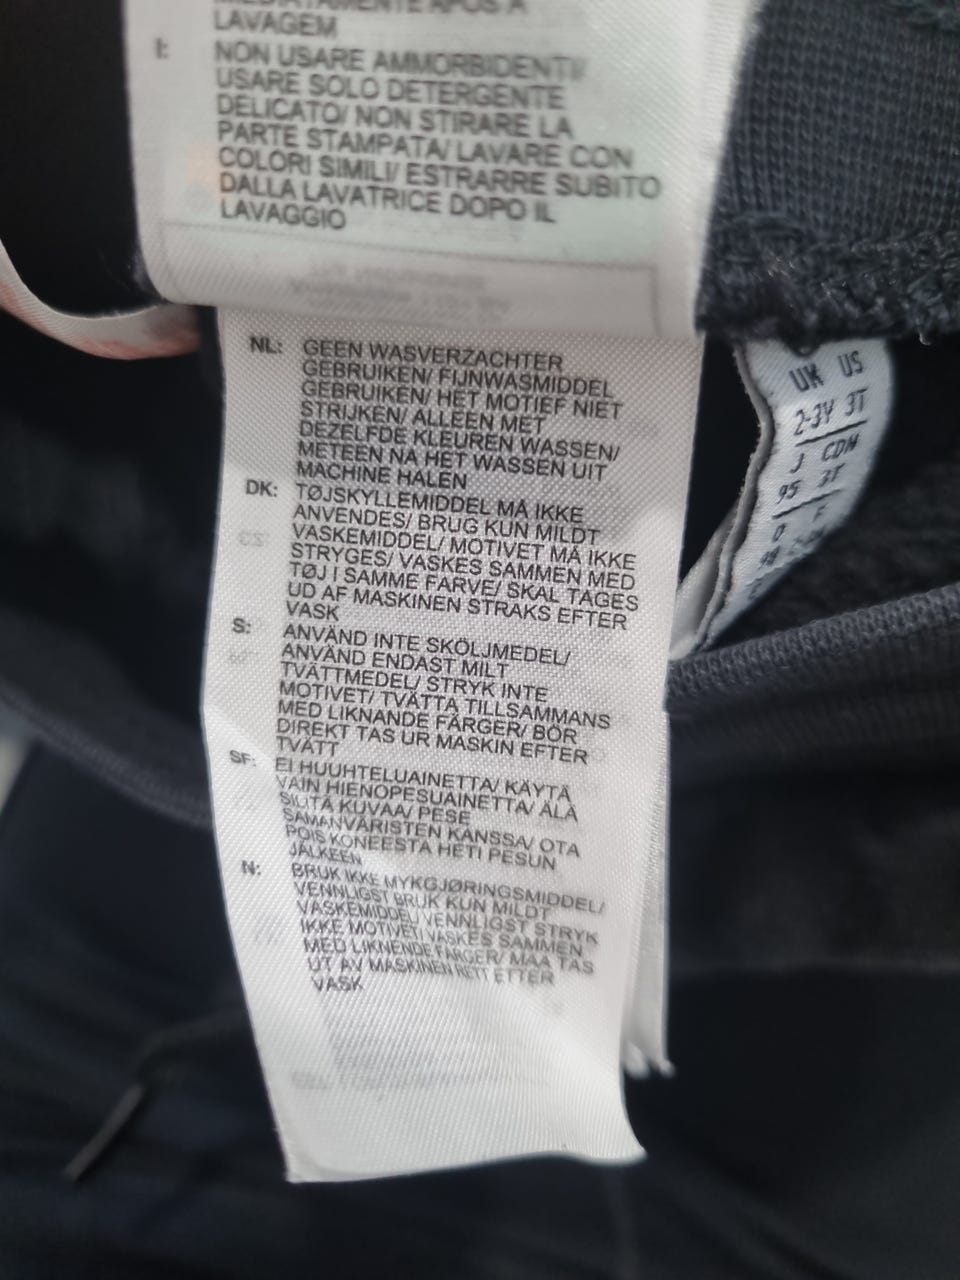 LAVAGEM
I: NON USARE AMMORBIDENTI/
USARE SOLO DETERGENTE
DELICATO/ NON STIRARE LA
PARTE STAMPATA/ LAVARE CON
COLORI SIMILI/ ESTRARRE SUBITO
DALLA LAVATRICE DOPO IL
LAVAGGIO
NL: GEEN WASVERZACHTER
GEBRUIKEN/ FIJNWASMIDDEL
GEBRUIKEN/ HET MOTIEF NIET
STRIJKEN/ ALLEEN MET
DEZELFDE KLEUREN WASSEN/
METEEN NA HET WASSEN UIT
MACHINE HALEN
DK: TØJSKYLLEMIDDEL MÅ IKKE
ANVENDES/ BRUG KUN MILDT
VASKEMIDDEL/ MOTIVET MÅ IKKE
STRYGES/ VASKES SAMMEN MED
TØJ I SAMME FARVE/ SKAL TAGES
UD AF MASKINEN STRAKS EFTER
VASK
S: ANVÄND INTE SKÖLJMEDEL/
ANVÄND ENDAST MILT
TVÄTTMEDEL/ STRYK INTE
MOTIVET/ TVÄTTA TILLSAMMANS
MED LIKNANDE FÄRGER/ BÖR
DIREKT TAS UR MASKIN EFTER
TVÄTT
SF: EI HUUHTELUAINETTA/ KÄYTÄ
VAIN HIENOPESUAINETTA/ ÄLÄ
SILITÄ KUVAA/ PESE
SAMANVÄRISTEN KANSSA/ OTA
POIS KONEESTA HETI PESUN
JÄLKEEN
N: BRUK IKKE MYKGJØRINGSMIDDEL/
VENNLIGST BRUK KUN MILDT
VASKEMIDDEL/ VENNLIGST STRYK
IKKE MOTIVET/ VASKES SAMMEN
MED LIKNENDE FARGER/ MAA TAS
UT AV MASKINEN RETT ETTER
VASK
UK US
2-3Y 3T
J CDN
95 3T
D F
98